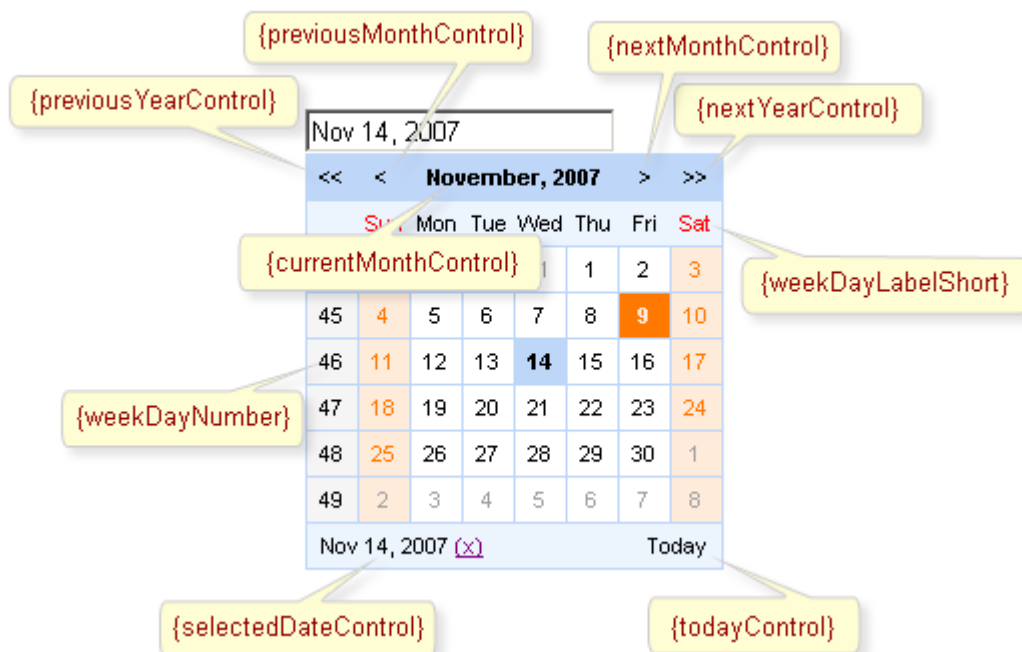 {previousMonthControl}
{nextMonthControl}
{previousYearControl}
{nextYearControl}
Nov 14, 2007
<< < November, 2007 > >>
Sun Mon Tue Wed Thu Fri Sat
{currentMonthControl}
1 2 3
{weekDayLabelShort}
45 4 5 6 7 8 9 10
46 11 12 13 14 15 16 17
{weekDayNumber}
47 18 19 20 21 22 23 24
48 25 26 27 28 29 30 1
49 2 3 4 5 6 7 8
Nov 14, 2007 (x) Today
{selectedDateControl}
{todayControl}